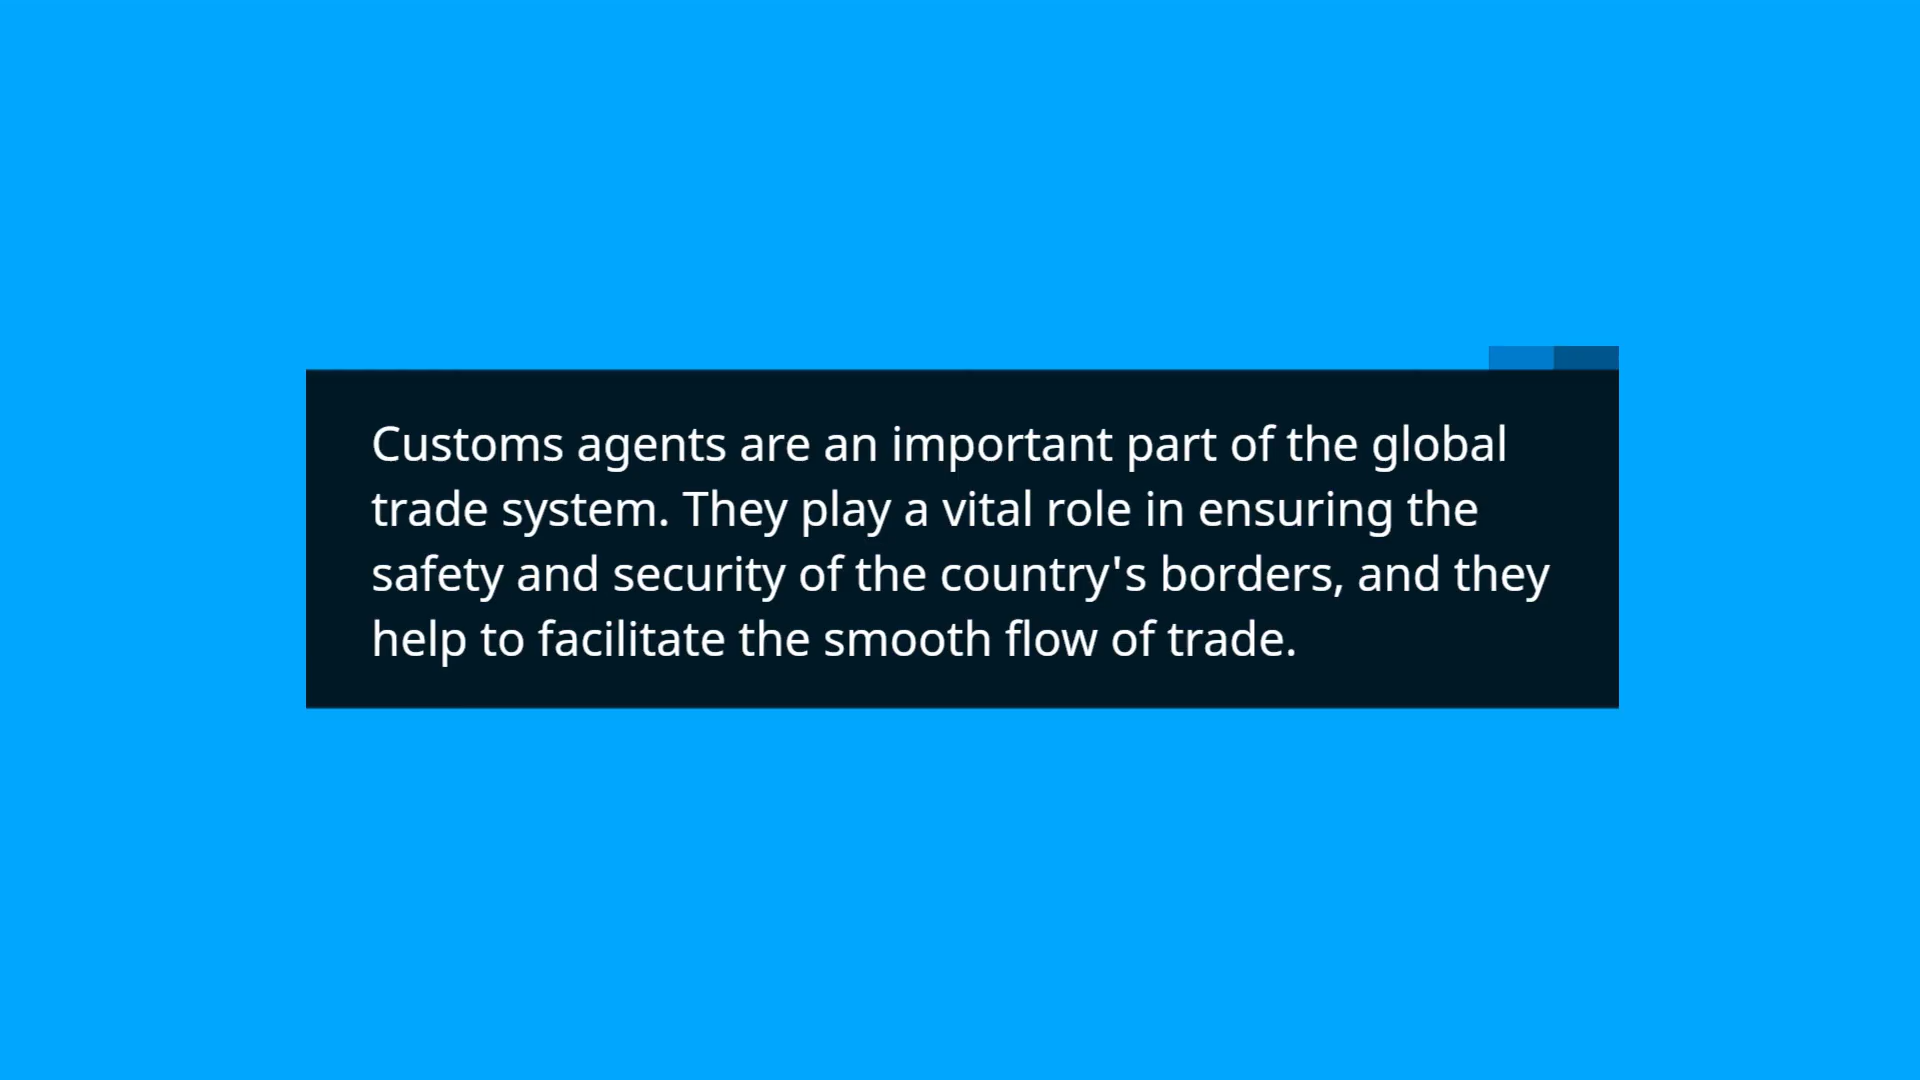 Customs agents are an important part of the global
trade system. They play a vital role in ensuring the
safety and security of the country's borders, and they
help to facilitate the smooth flow of trade.